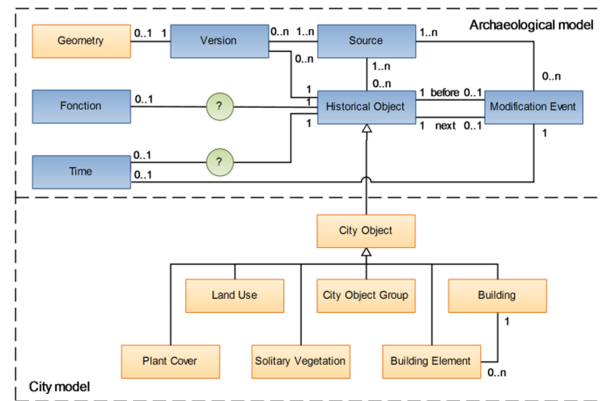 Archaeological model
Geometry
0..1
1
Version
0..n
1..n
Source
1..n
0..n
1..n
0..n
0..n
Fonction
0..1
?
1
1
1
Historical Object
1
before
0..1
1
next
0..1
Modification Event
1
Time
0..1
0..1
?
City Object
Land Use
City Object Group
Building
1
0..n
Plant Cover
Solitary Vegetation
Building Element
City model